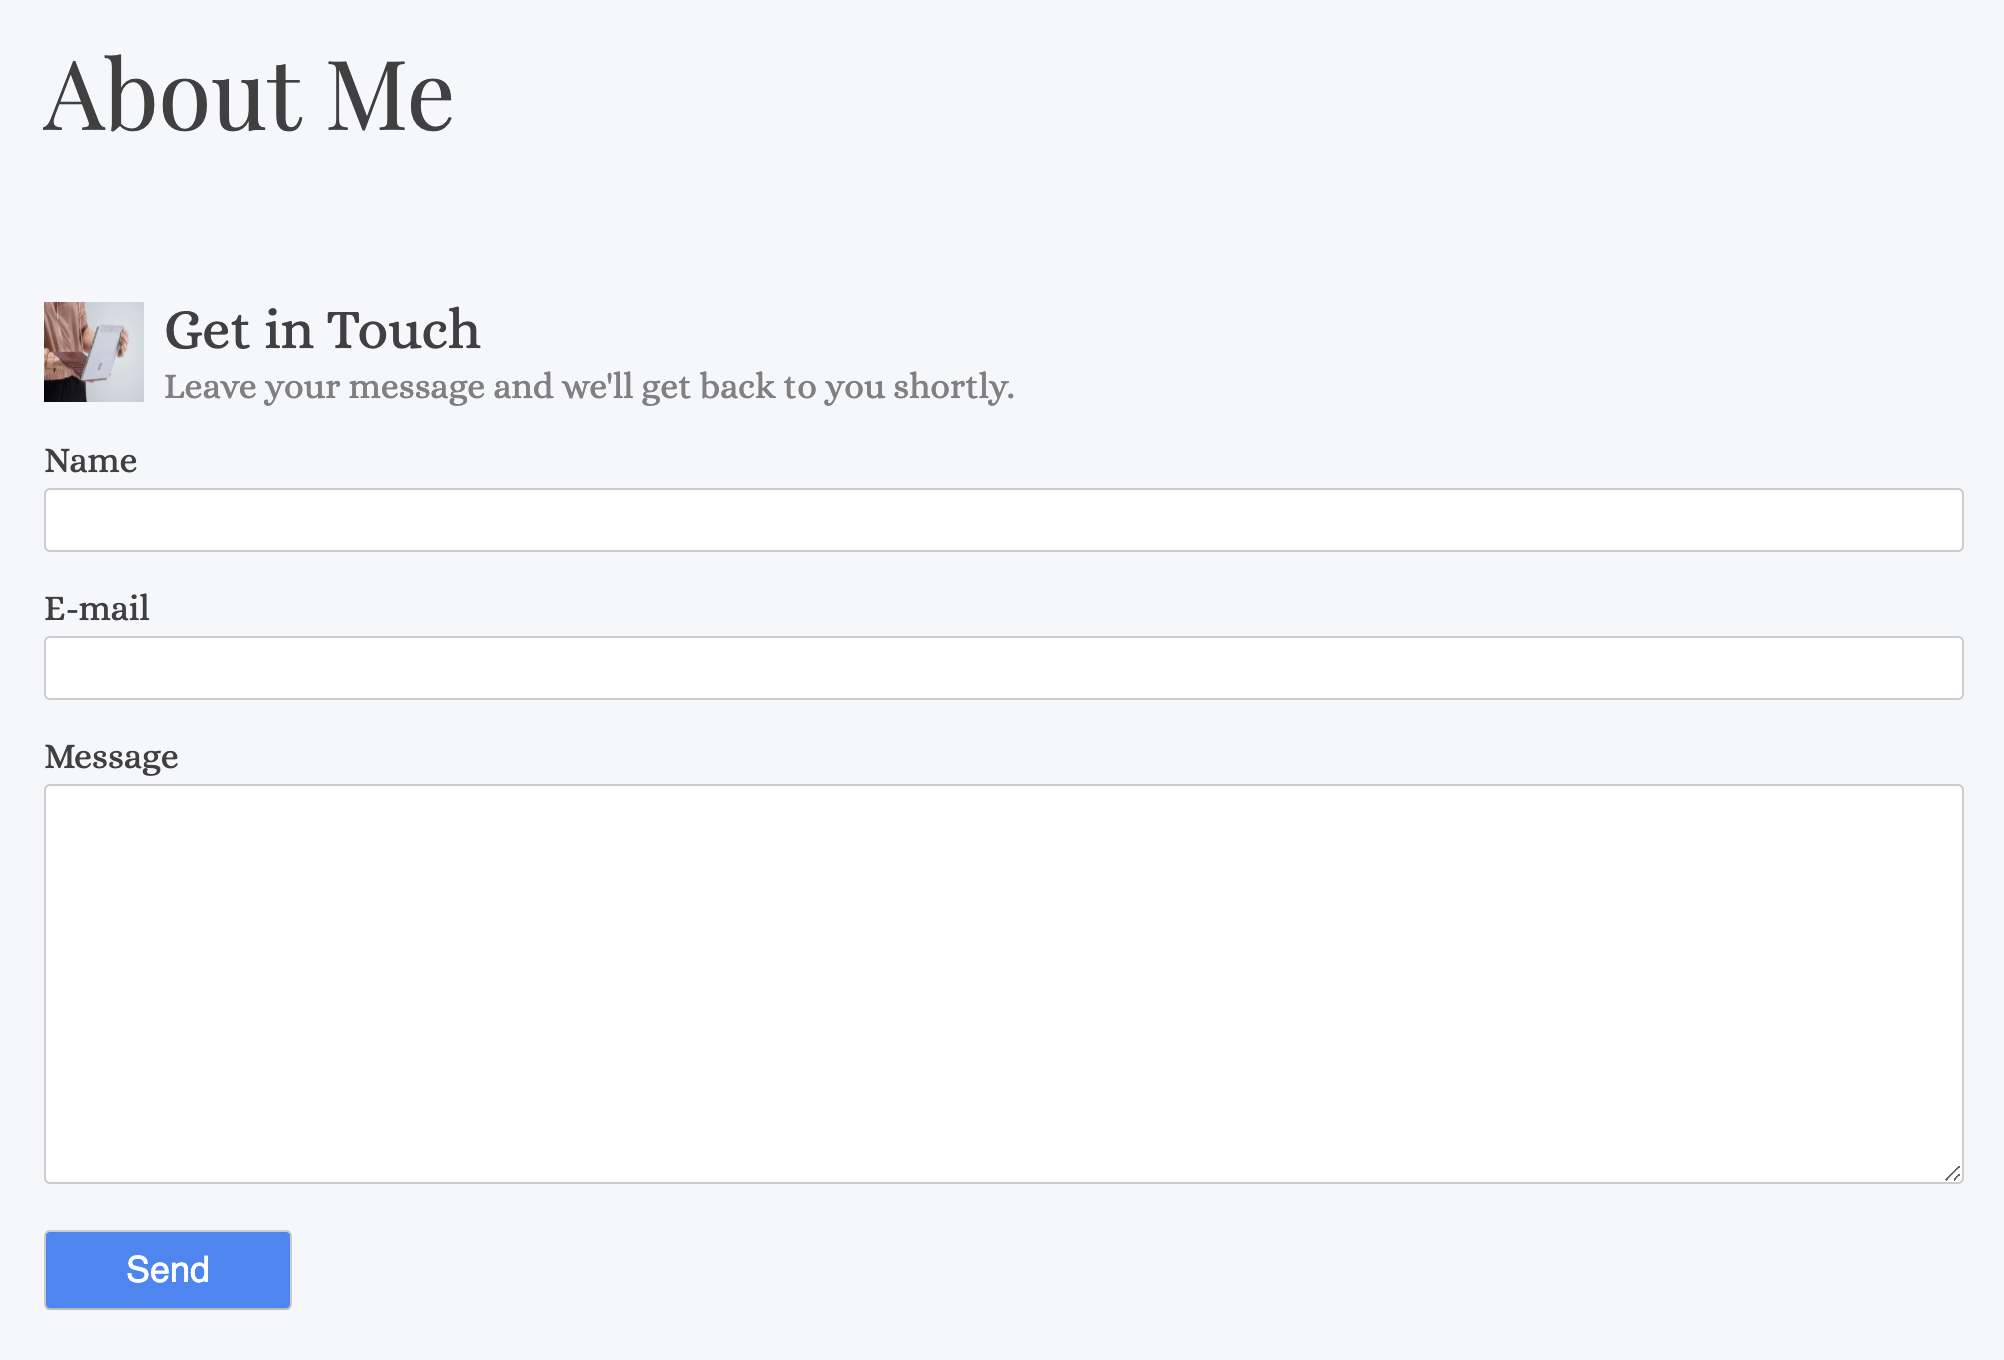 About Me
Get in Touch
Leave your message and we'll get back to you shortly.
Name
E-mail
Message
Send